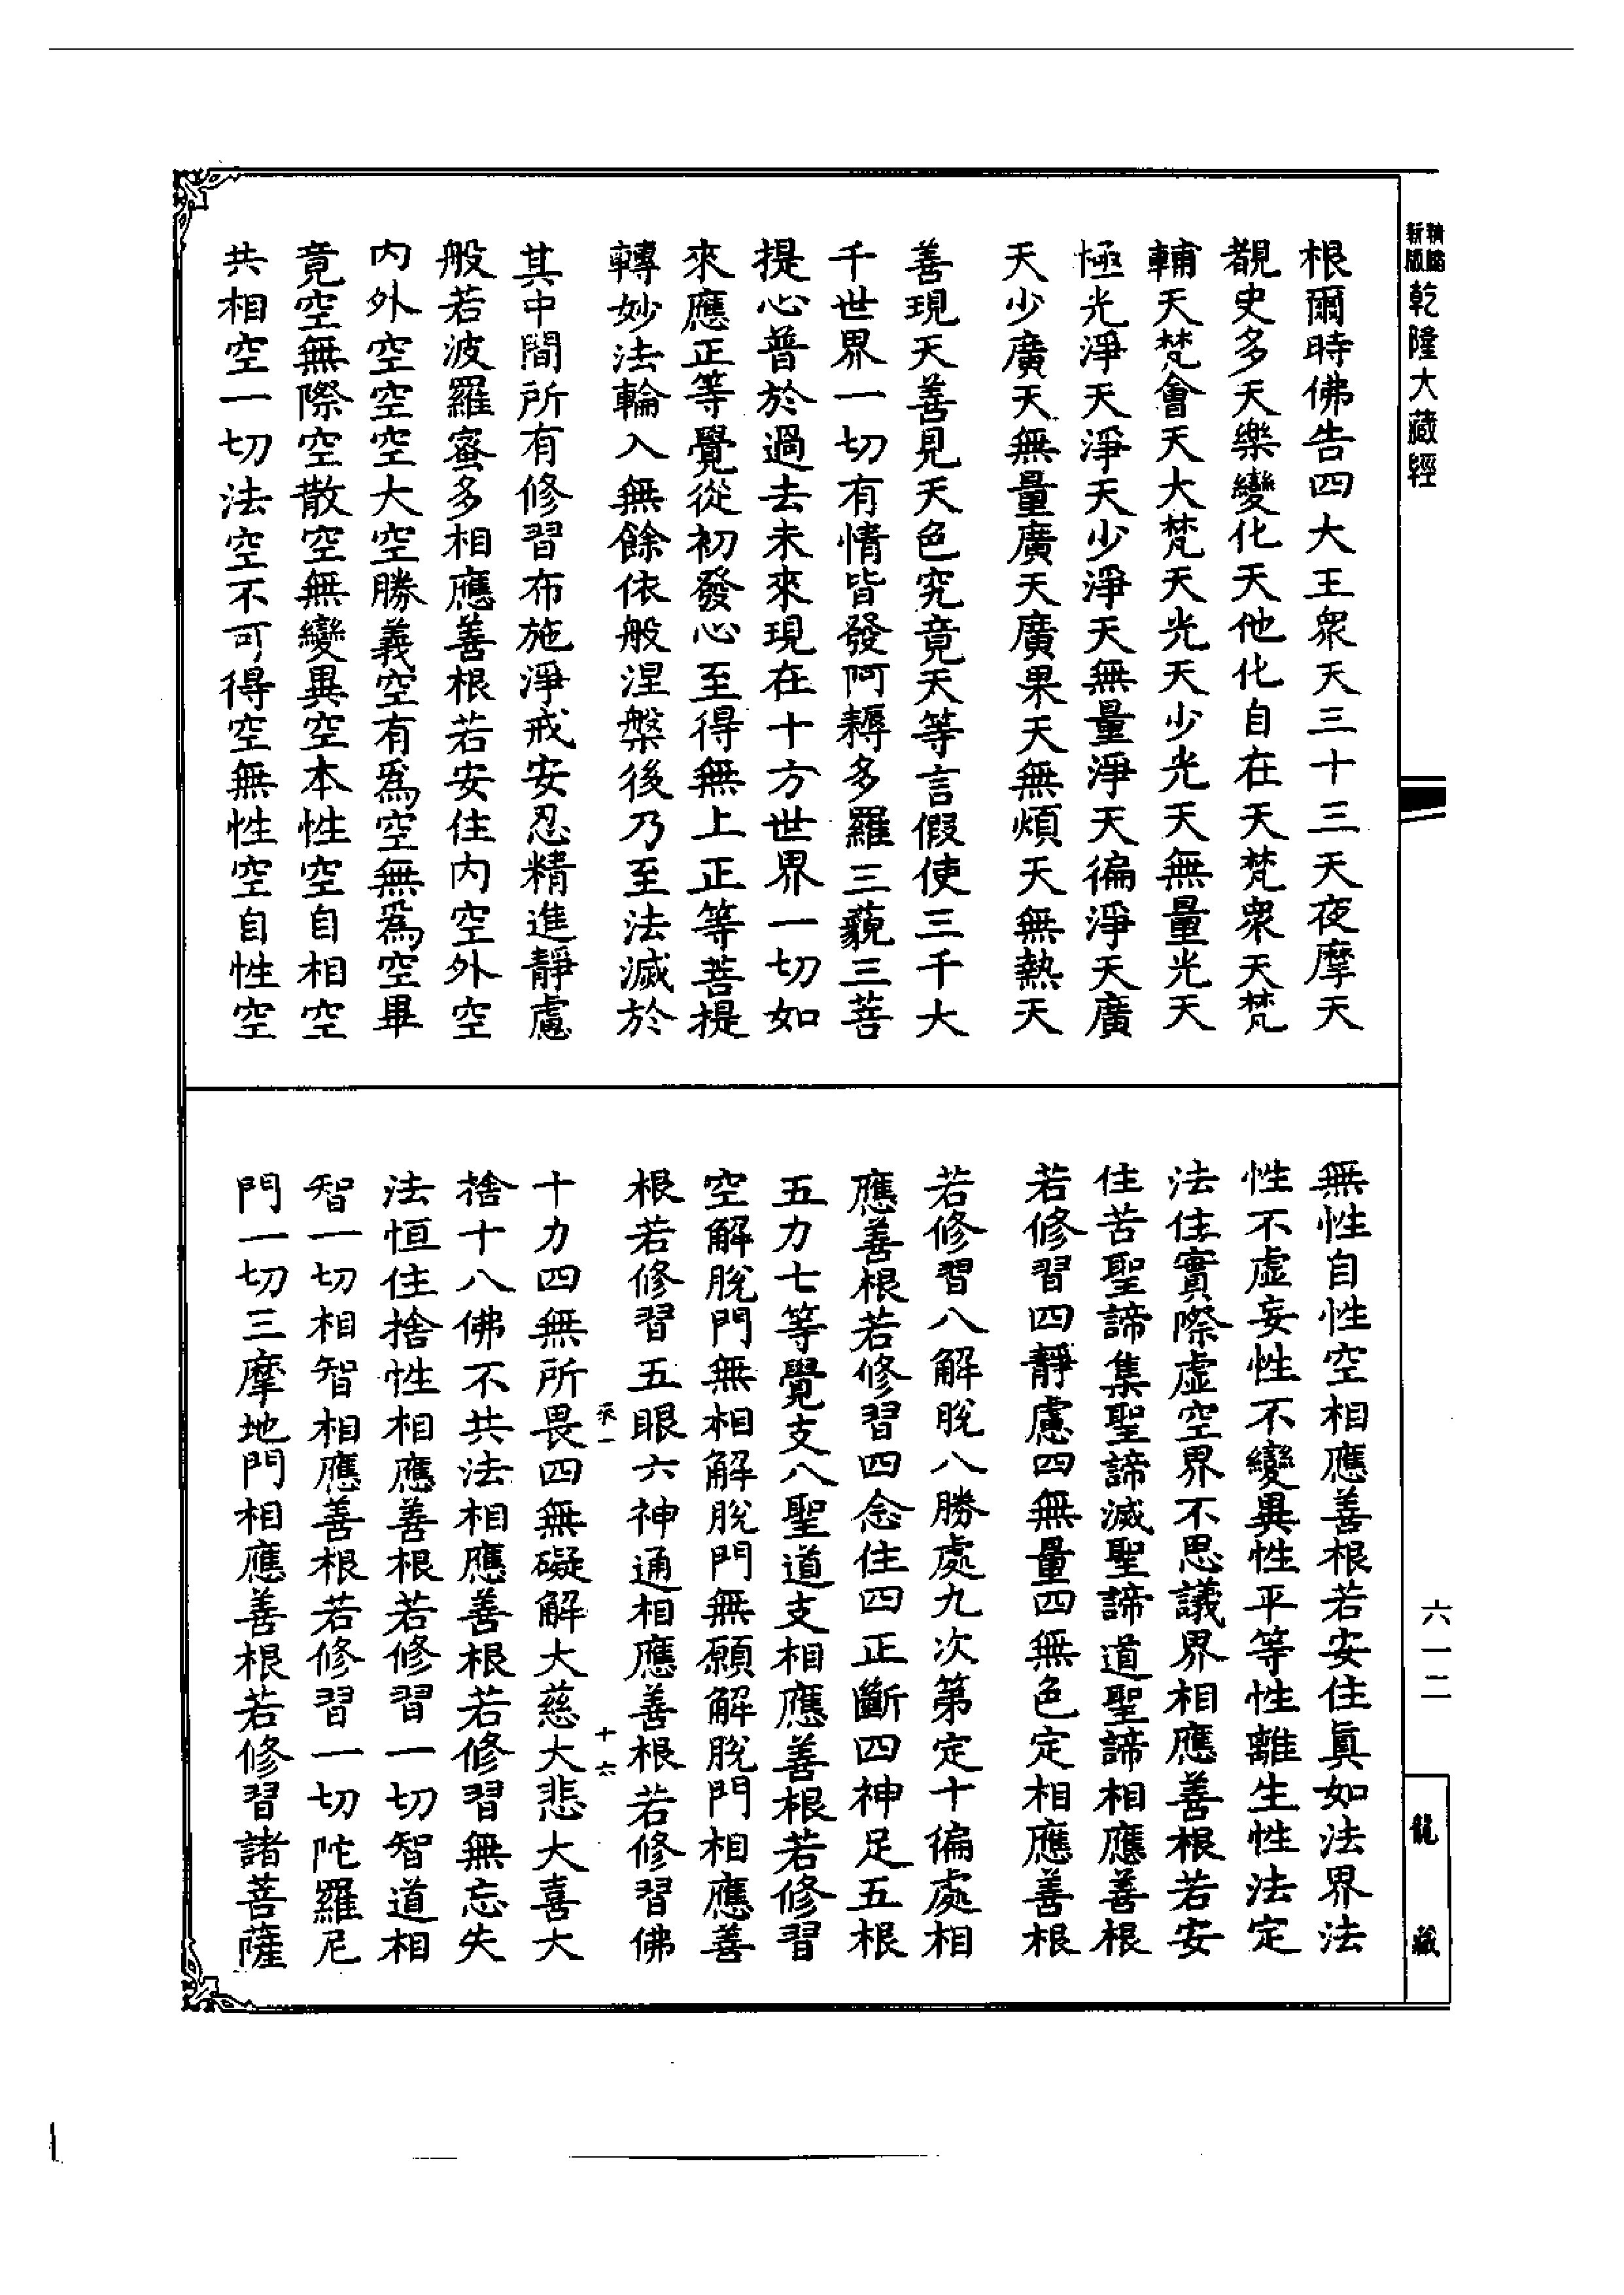 新版精縮乾隆大藏經
根爾時佛告四大王眾天三十三天夜摩天
覩史多天樂變化天他化自在天梵眾天梵
輔天梵會天大梵天光天少光天無量光天
極光淨天淨天少淨天無量淨天徧淨天廣
天少廣天無量廣天廣果天無煩天無熱天
善現天善見天色究竟天等言假使三千大
千世界一切有情皆發阿耨多羅三藐三菩
提心普於過去未來現在十方世界一切如
來應正等覺從初發心至得無上正等菩提
轉妙法輪入無餘依般涅槃後乃至法滅於
其中間所有修習布施淨戒安忍精進靜慮
般若波羅蜜多相應善根若安住內空外空
內外空空空大空勝義空有爲空無爲空畢
竟空無際空散空無變異空本性空自相空
共相空一切法空不可得空無性空自性空
無性自性空相應善根若安住眞如法界法
性不虛妄性不變異性平等性離生性法定
法住實際虛空界不思議界相應善根若安
住苦聖諦集聖諦滅聖諦道聖諦相應善根
若修習四靜慮四無量四無色定相應善根
若修習八解脫八勝處九次第定十徧處相
應善根若修習四念住四正斷四神足五根
五力七等覺支八聖道支相應善根若修習
空解脫門無相解脫門無願解脫門相應善
根若修習五眼六神通相應善根若修習佛
十六
十力四無所畏四無礙解大慈大悲大喜大
捨十八佛不共法相應善根若修習無忘失
法恒住捨性相應善根若修習一切智道相
智一切相智相應善根若修習一切陀羅尼
門一切三摩地門相應善根若修習諸菩薩
六一二
龍藏